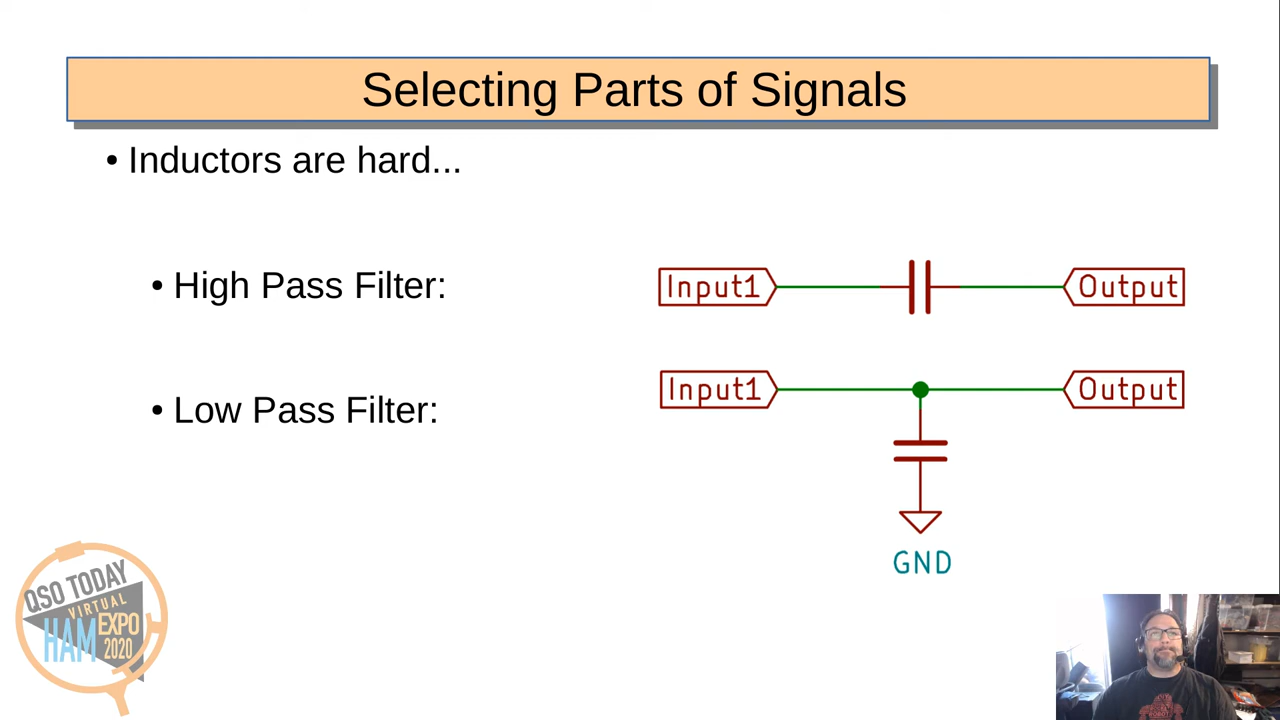 Selecting Parts of Signals
• Inductors are hard...
• High Pass Filter:
Input1
Output
• Low Pass Filter:
Input1
Output
GND
QSO TODAY
VIRTUAL
HAM EXPO
2020